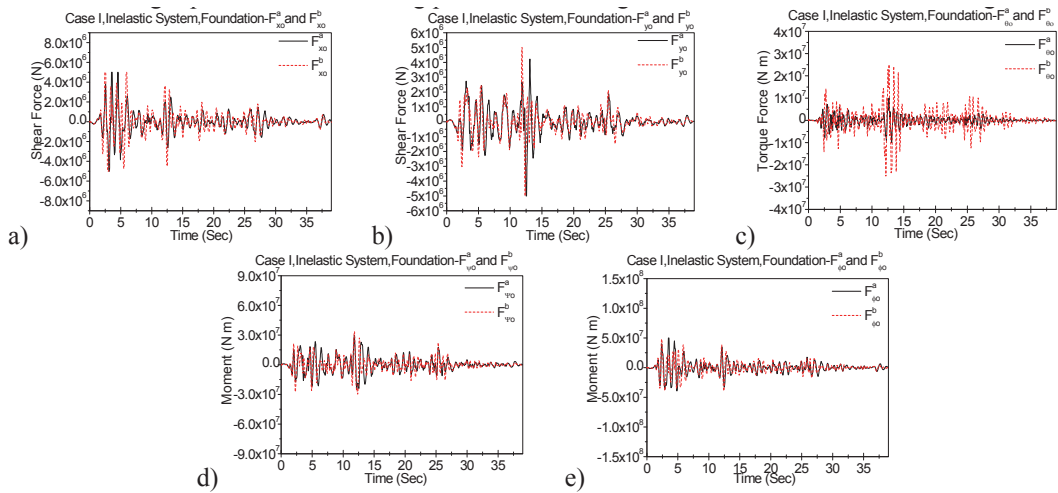 Case I,Inelastic System,Foundation-F^a_xo and F^b_xo
8.0x10^6
6.0x10^6
4.0x10^6
2.0x10^6
0.0
-2.0x10^6
-4.0x10^6
-6.0x10^6
-8.0x10^6
Shear Force (N)
F^a_xo
F^b_xo
0 5 10 15 20 25 30 35
Time (Sec)
a)
Case I,Inelastic System,Foundation-F^a_yo and F^b_yo
6x10^6
5x10^6
4x10^6
3x10^6
2x10^6
1x10^6
0
-1x10^6
-2x10^6
-3x10^6
-4x10^6
-5x10^6
-6x10^6
Shear Force (N)
F^a_yo
F^b_yo
0 5 10 15 20 25 30 35
Time (Sec)
b)
Case I,Inelastic System,Foundation-F^a_θo and F^b_θo
4x10^7
3x10^7
2x10^7
1x10^7
0
-1x10^7
-2x10^7
-3x10^7
-4x10^7
Torque Force (N m)
F^a_θo
F^b_θo
0 5 10 15 20 25 30 35
Time (Sec)
c)
Case I,Inelastic System,Foundation-F^a_ψo and F^b_ψo
9.0x10^7
6.0x10^7
3.0x10^7
0.0
-3.0x10^7
-6.0x10^7
-9.0x10^7
Moment (N m)
F^a_Ψo
F^b_Ψo
0 5 10 15 20 25 30 35
Time (Sec)
d)
Case I,Inelastic System,Foundation-F^a_ϕo and F^b_ϕo
1.5x10^8
1.0x10^8
5.0x10^7
0.0
-5.0x10^7
-1.0x10^8
-1.5x10^8
Moment (N m)
F^a_ϕo
F^b_ϕo
0 5 10 15 20 25 30 35
Time (Sec)
e)